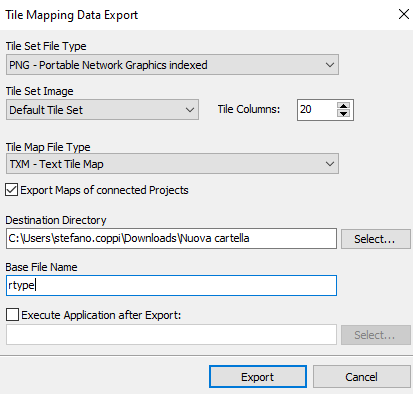 Tile Mapping Data Export
Tile Set File Type
PNG - Portable Network Graphics indexed
Tile Set Image
Default Tile Set
Tile Columns:
20
Tile Map File Type
TXM - Text Tile Map
Export Maps of connected Projects
Destination Directory
C:\Users\stefano.coppi\Downloads\Nuova cartella
Select...
Base File Name
rtype
Execute Application after Export:
Select...
Export
Cancel